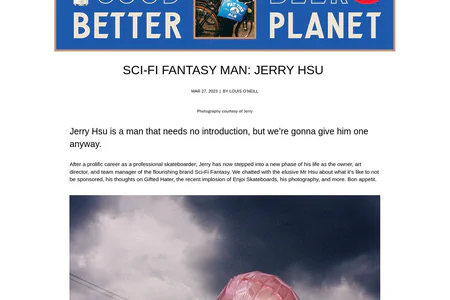 BETTER
PLANET
SCI-FI FANTASY MAN: JERRY HSU
MAR 27, 2023 | BY LOUIS O'NEILL
Photography courtesy of Jerry
Jerry Hsu is a man that needs no introduction, but we're gonna give him one
anyway.
After a prolific career as a professional skateboarder, Jerry has now stepped into a new phase of his life as the owner, art
director, and team manager of the flourishing brand Sci-Fi Fantasy. We chatted with the elusive Mr Hsu about what it's like to not
be sponsored, his thoughts on Gifted Hater, the recent implosion of Enjoi Skateboards, his photography, and more. Bon appetit.